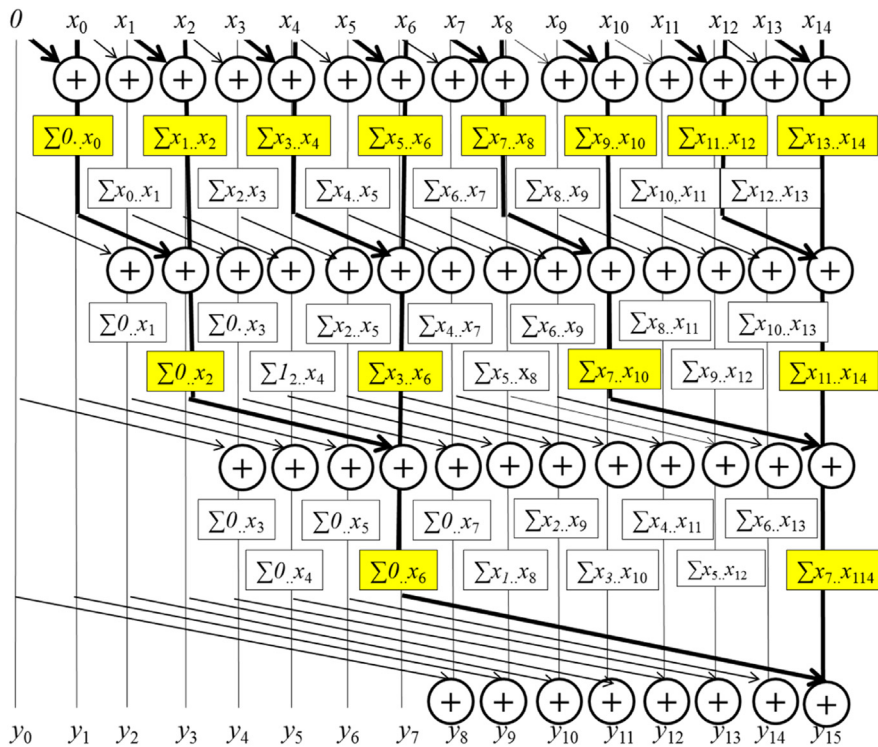 0 x₀ x₁ x₂ x₃ x₄ x₅ x₆ x₇ x₈ x₉ x₁₀ x₁₁ x₁₂ x₁₃ x₁₄
+ + + + + + + + + + + + + + +
∑0..x₀ ∑x₁..x₂ ∑x₃..x₄ ∑x₅..x₆ ∑x₇..x₈ ∑x₉..x₁₀ ∑x₁₁..x₁₂ ∑x₁₃..x₁₄
∑x₀..x₁ ∑x₂.x₃ ∑x₄..x₅ ∑x₆..x₇ ∑x₈..x₉ ∑x₁₀,.x₁₁ ∑x₁₂..x₁₃
+ + + + + + + + + + + + + +
∑0..x₁ ∑0..x₃ ∑x₂..x₅ ∑x₄..x₇ ∑x₆..x₉ ∑x₈..x₁₁ ∑x₁₀..x₁₃
∑0..x₂ ∑1₂..x₄ ∑x₃..x₆ ∑x₅..x₈ ∑x₇..x₁₀ ∑x₉..x₁₂ ∑x₁₁..x₁₄
+ + + + + + + + + + + +
∑0..x₃ ∑0..x₅ ∑0..x₇ ∑x₂..x₉ ∑x₄..x₁₁ ∑x₆..x₁₃
∑0..x₄ ∑0..x₆ ∑x₁..x₈ ∑x₃..x₁₀ ∑x₅..x₁₂ ∑x₇..x₁₁₄
+ + + + + + + +
y₀ y₁ y₂ y₃ y₄ y₅ y₆ y₇ y₈ y₉ y₁₀ y₁₁ y₁₂ y₁₃ y₁₄ y₁₅